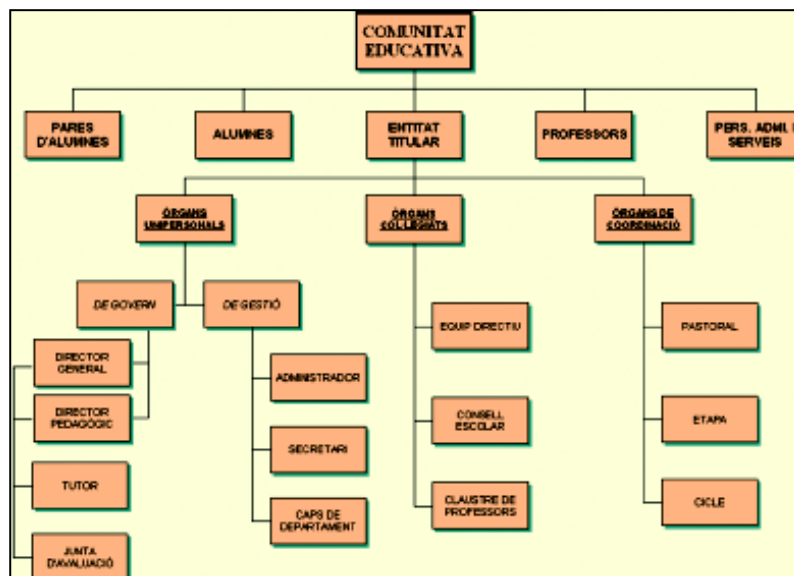 COMUNITAT
EDUCATIVA
PARES
D'ALUMNES
ALUMNES
ENTITAT
TITULAR
PROFESSORS
PERS. ADMI. I
SERVEIS
ÒRGANS
UNIPERSONALS
ÒRGANS
COL·LEGIATS
ÒRGANS DE
COORDINACIÓ
DE GOVERN
DE GESTIÓ
EQUIP DIRECTIU
PASTORAL
DIRECTOR
GENERAL
ADMINISTRADOR
DIRECTOR
PEDAGÒGIC
CONSELL
ESCOLAR
ETAPA
SECRETARI
TUTOR
CLAUSTRE DE
PROFESSORS
CICLE
CAPS DE
DEPARTAMENT
JUNTA
D'AVALUACIÓ